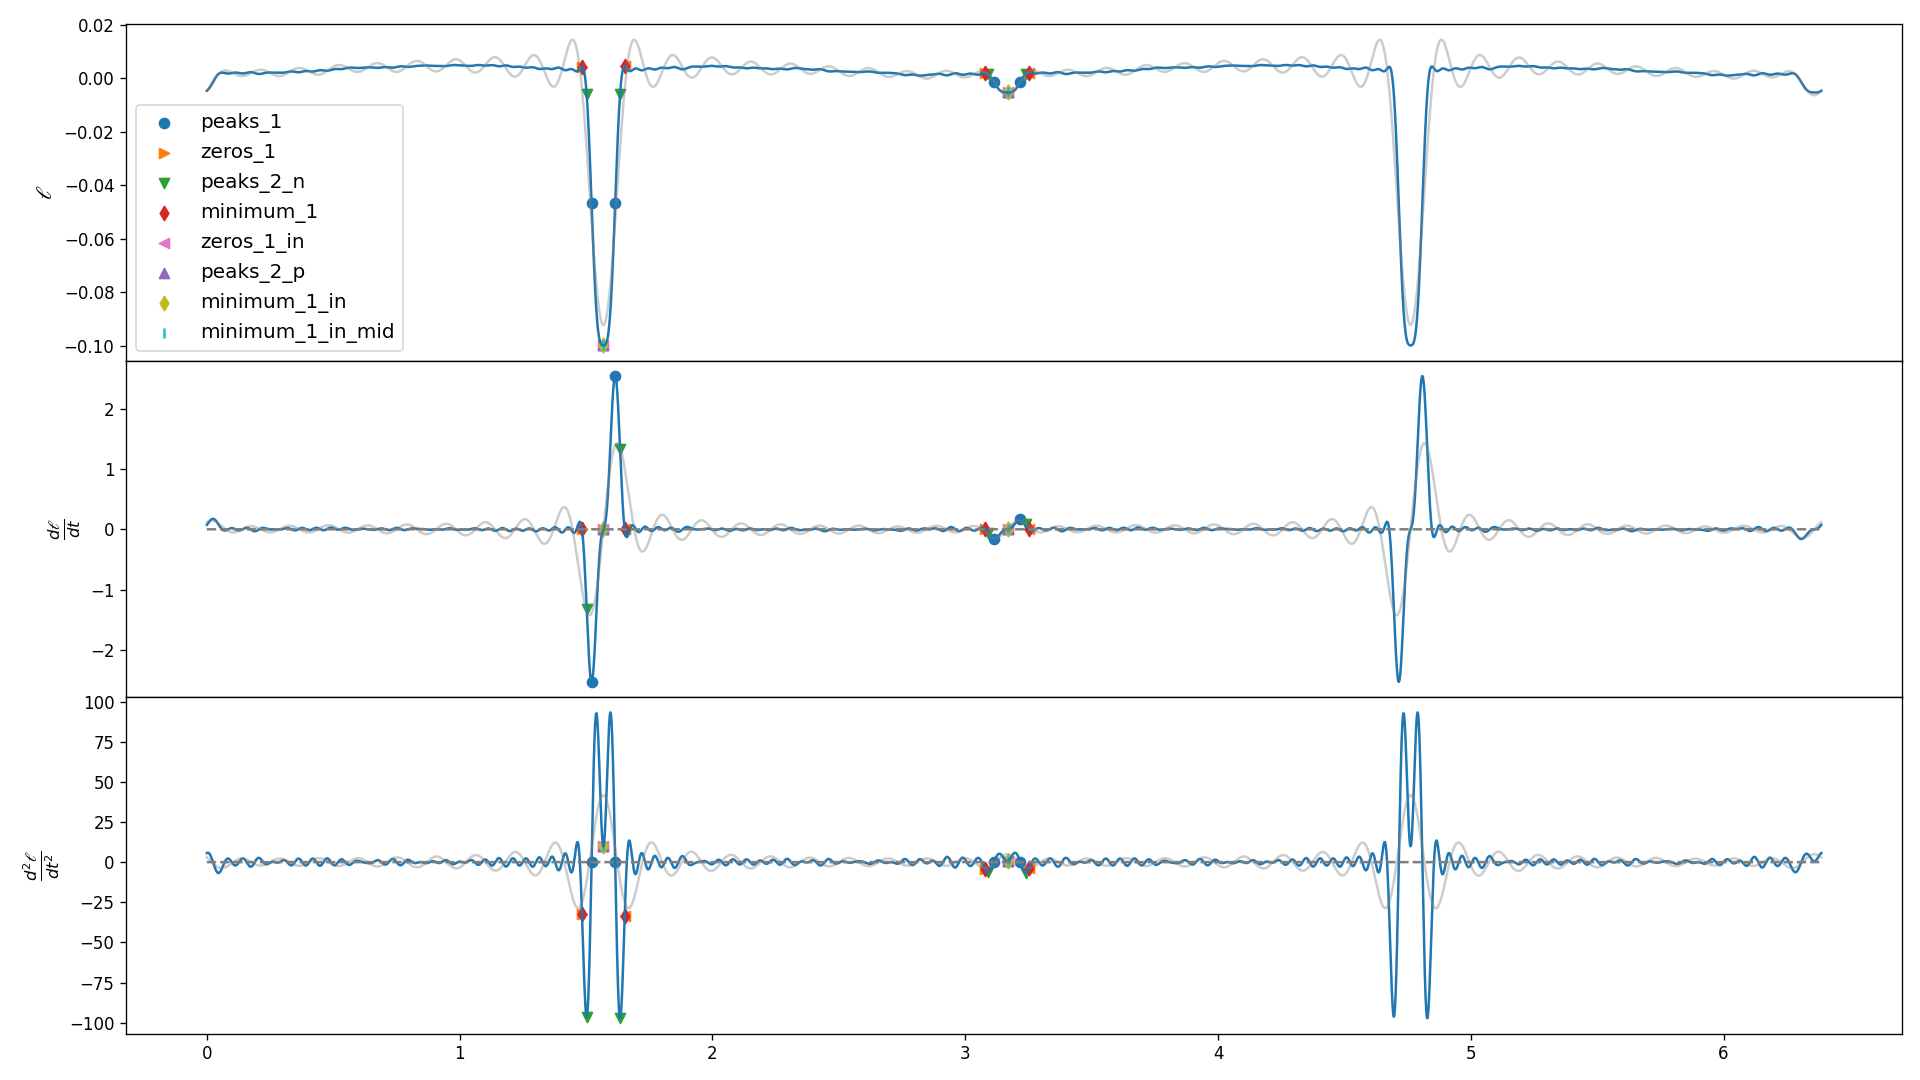 0.02
0.00
−0.02
−0.04
−0.06
−0.08
−0.10
ℓ
peaks_1
zeros_1
peaks_2_n
minimum_1
zeros_1_in
peaks_2_p
minimum_1_in
minimum_1_in_mid
2
1
0
−1
−2
dℓ
dt
100
75
50
25
0
−25
−50
−75
−100
d²ℓ
dt²
0 1 2 3 4 5 6